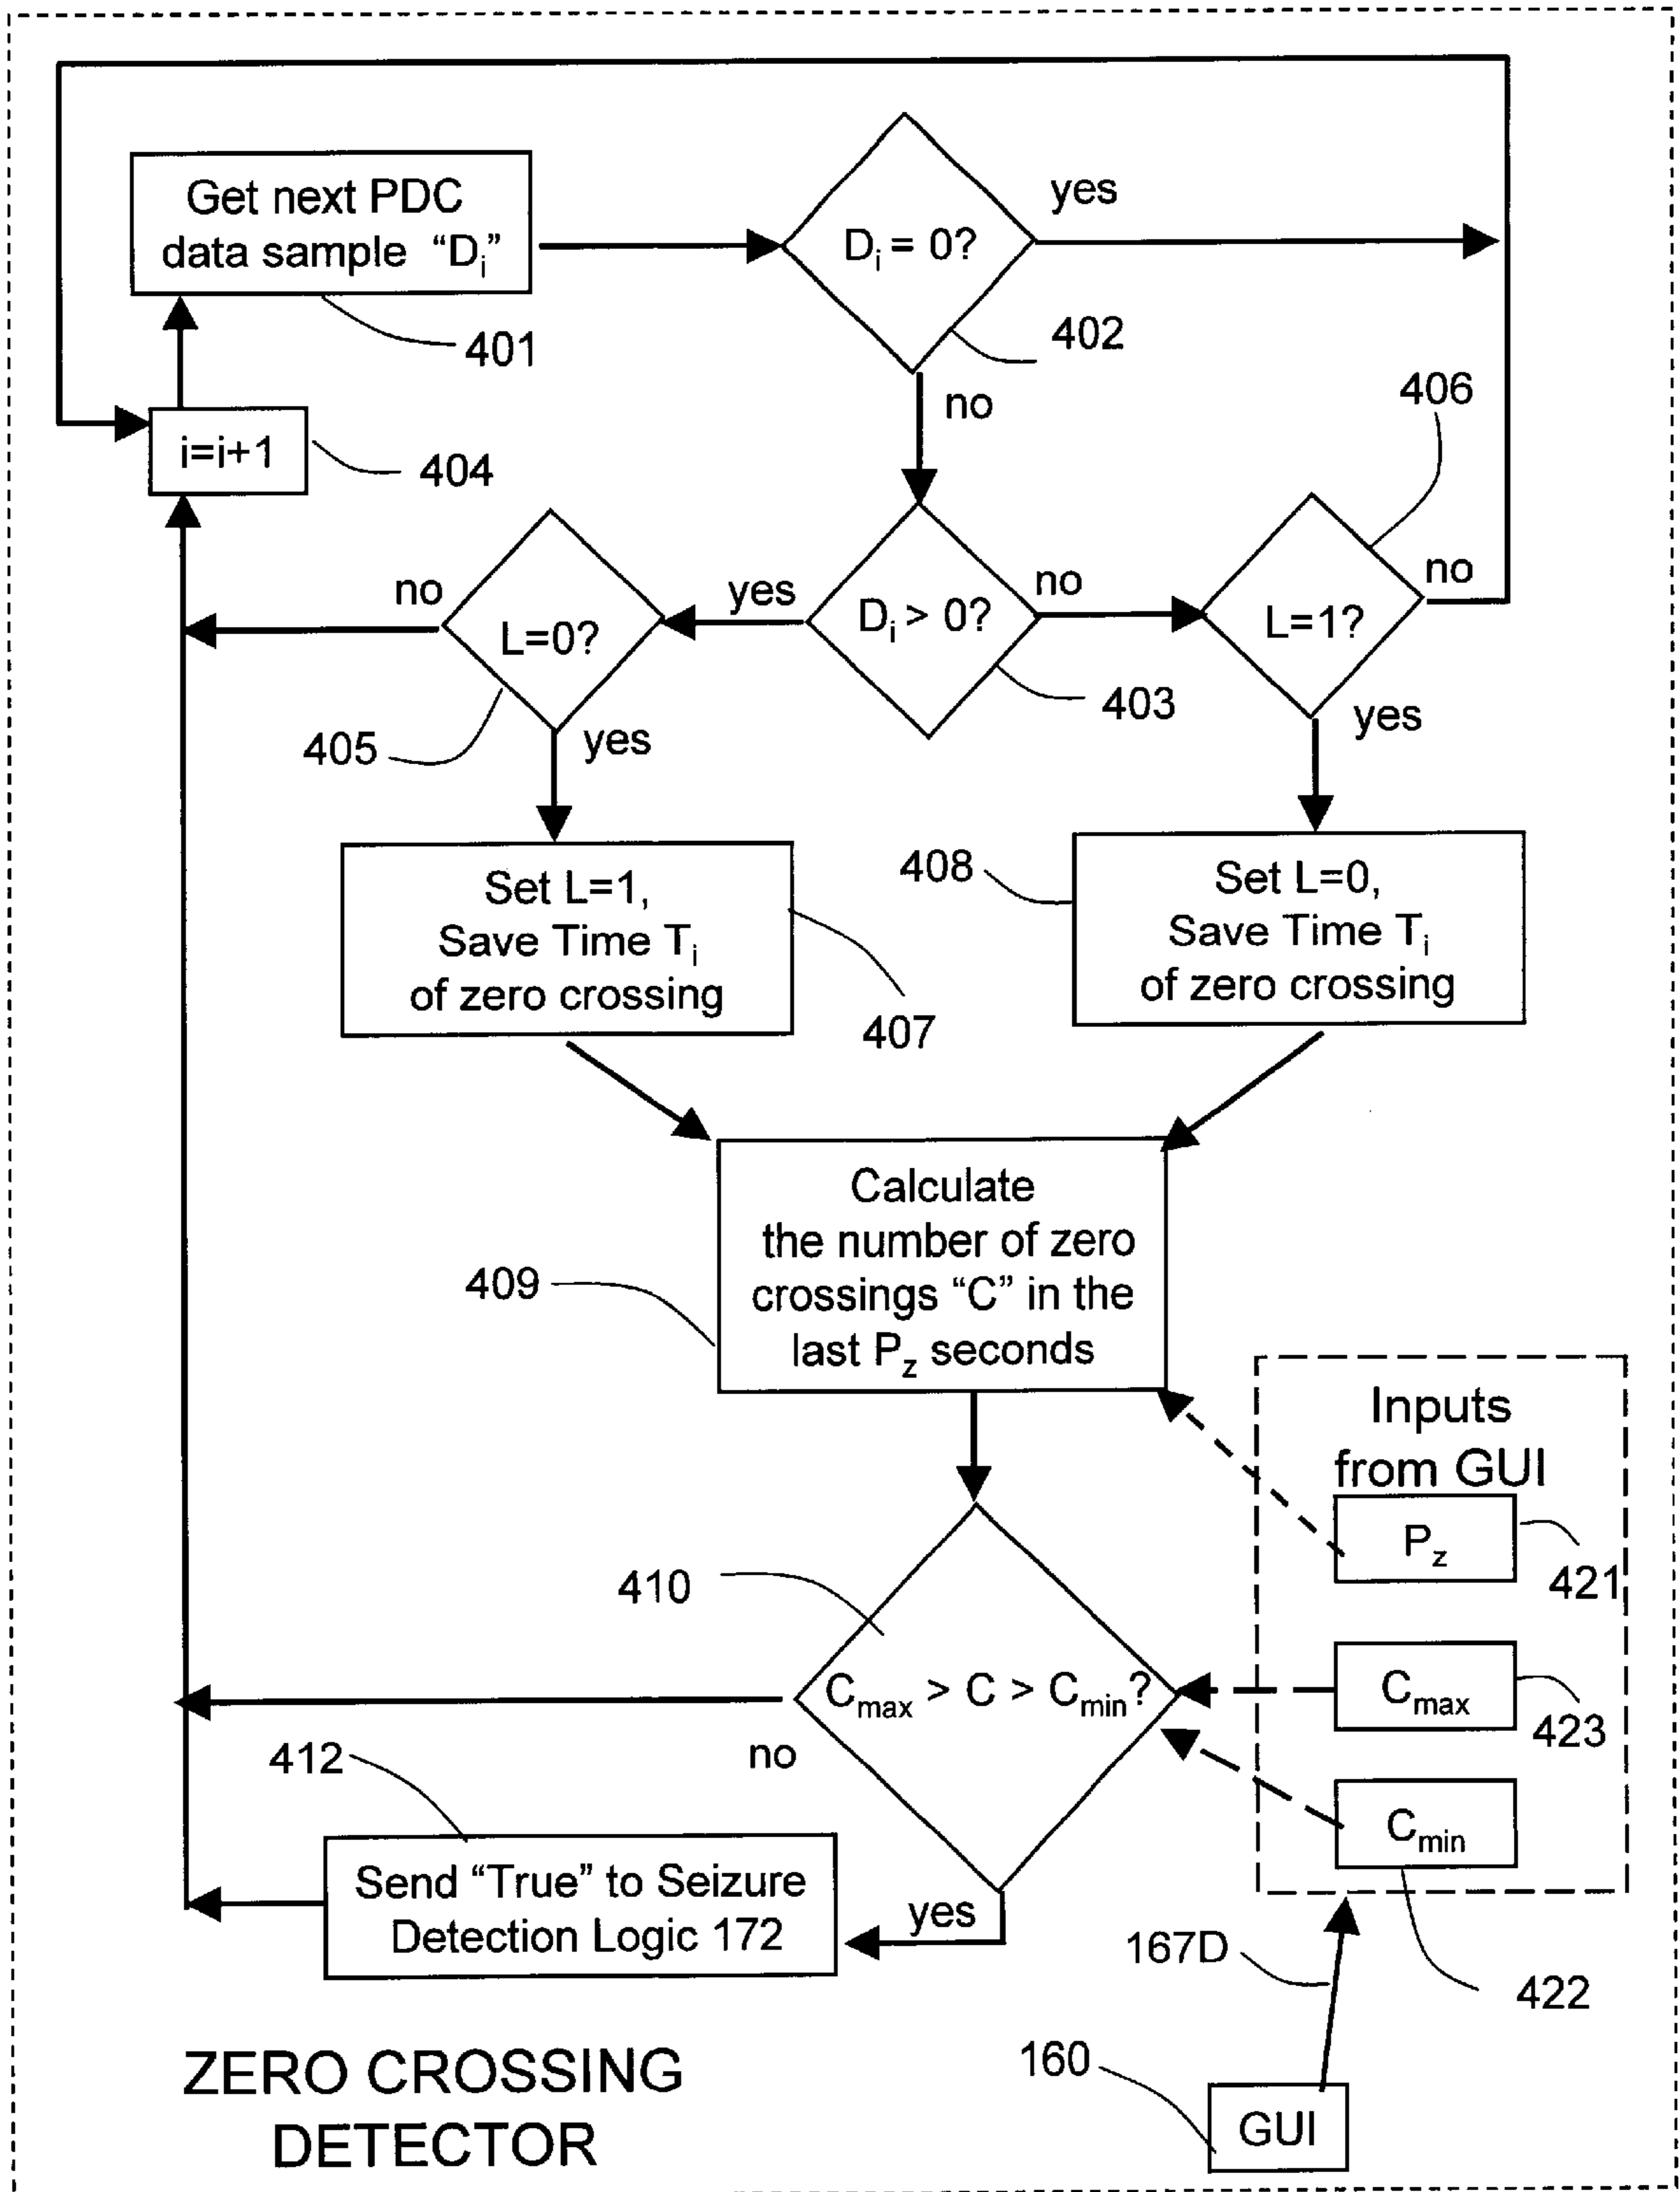 Get next PDC
data sample “Dᵢ”
401
Dᵢ = 0?
yes
402
no
406
i=i+1
404
no
L=0?
yes
Dᵢ > 0?
no
L=1?
no
403
405
yes
yes
Set L=1,
Save Time Tᵢ
of zero crossing
407
408
Set L=0,
Save Time Tᵢ
of zero crossing
Calculate
the number of zero
crossings “C” in the
last P_z seconds
409
Inputs
from GUI
P_z
421
410
C_max > C > C_min?
C_max
423
no
412
C_min
422
Send “True” to Seizure
Detection Logic 172
yes
167D
160
GUI
ZERO CROSSING
DETECTOR